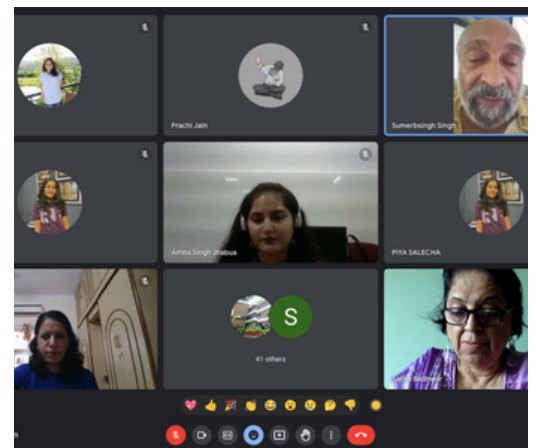 Prachi Jain
Sumerbsingh Singh
Amba Singh Jhabua
PIYA SALECHA
S
41 others